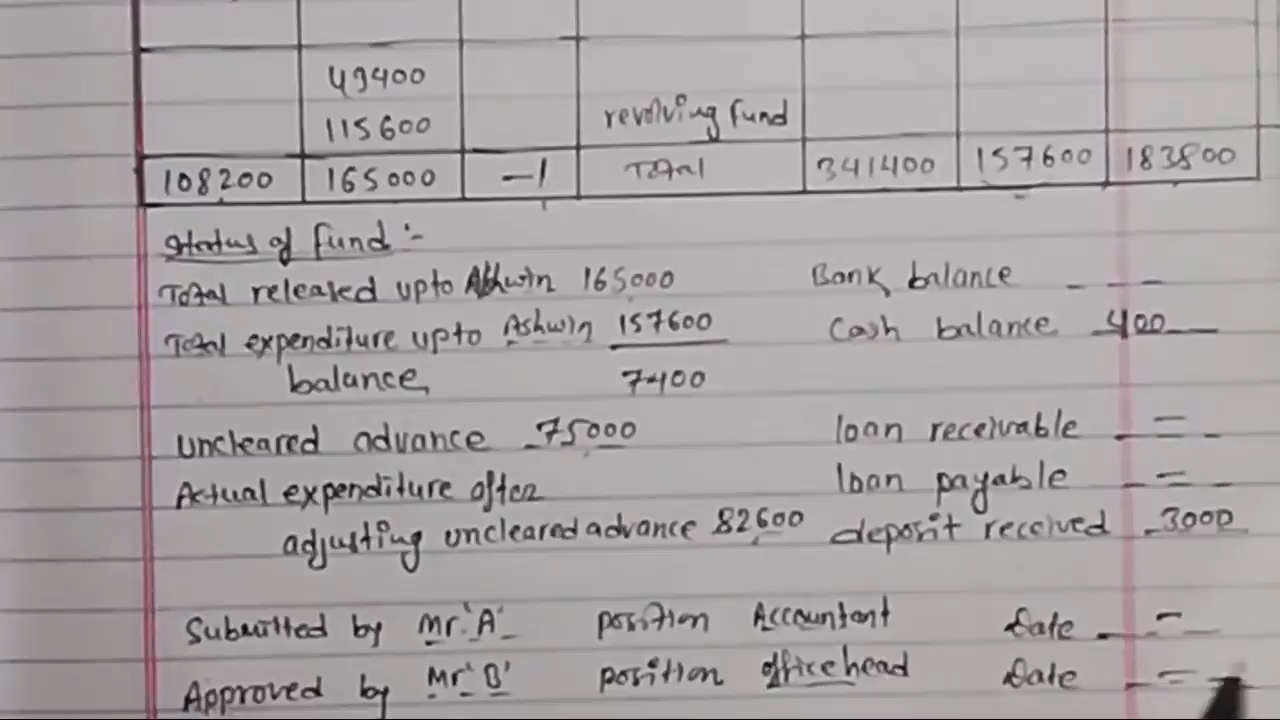 49400
115600 revolving fund
108200 165000 -1 Total 341400 157600 183800
Status of fund :-
Total released upto Ashwin 165000 Bank balance - - -
Total expenditure upto Ashwin 157600 Cash balance 400
balance 7400
uncleared advance 75000 loan receivable - = -
Actual expenditure after loan payable - = -
adjusting uncleared advance 82600 deposit received 3000
Submitted by Mr.'A' position Accountant Date - = -
Approved by Mr 'B' position office head Date - = -